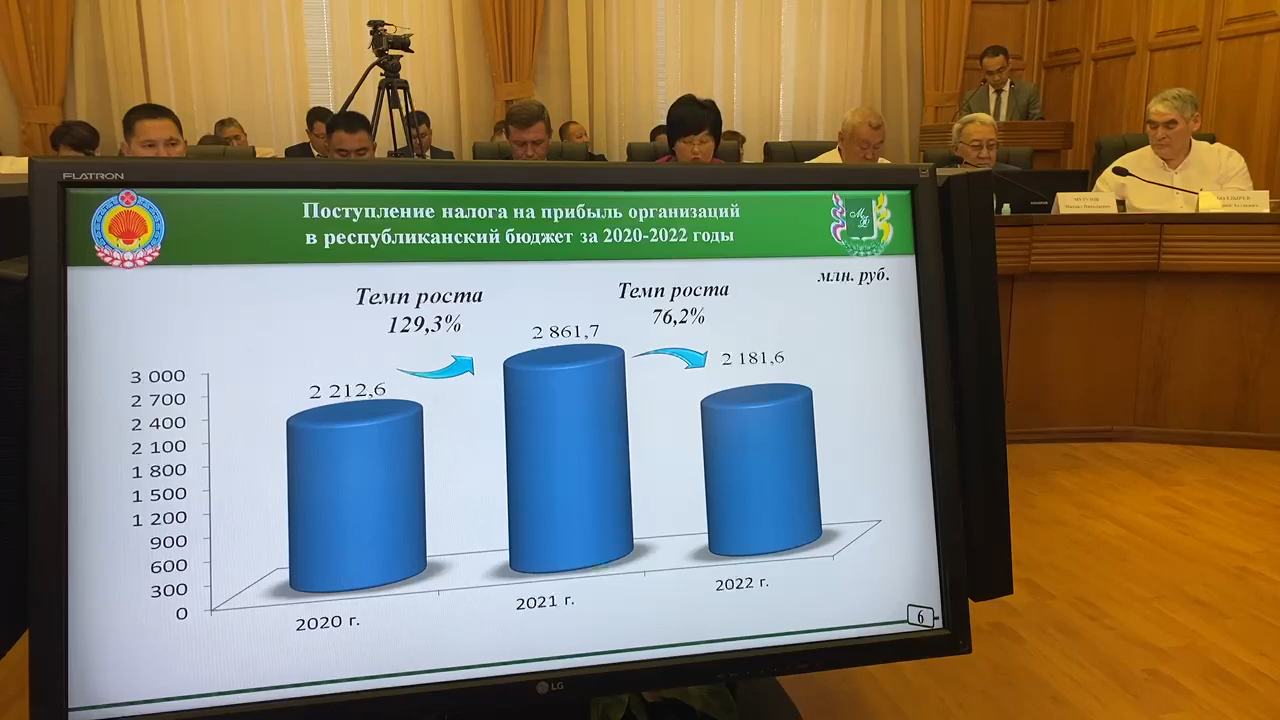 FLATRON
Поступление налога на прибыль организаций
в республиканский бюджет за 2020-2022 годы
млн. руб.
Темп роста
129,3%
Темп роста
76,2%
2 212,6
2 861,7
2 181,6
3 000
2 700
2 400
2 100
1 800
1 500
1 200
900
600
300
0
2020 г.
2021 г.
2022 г.
6
LG